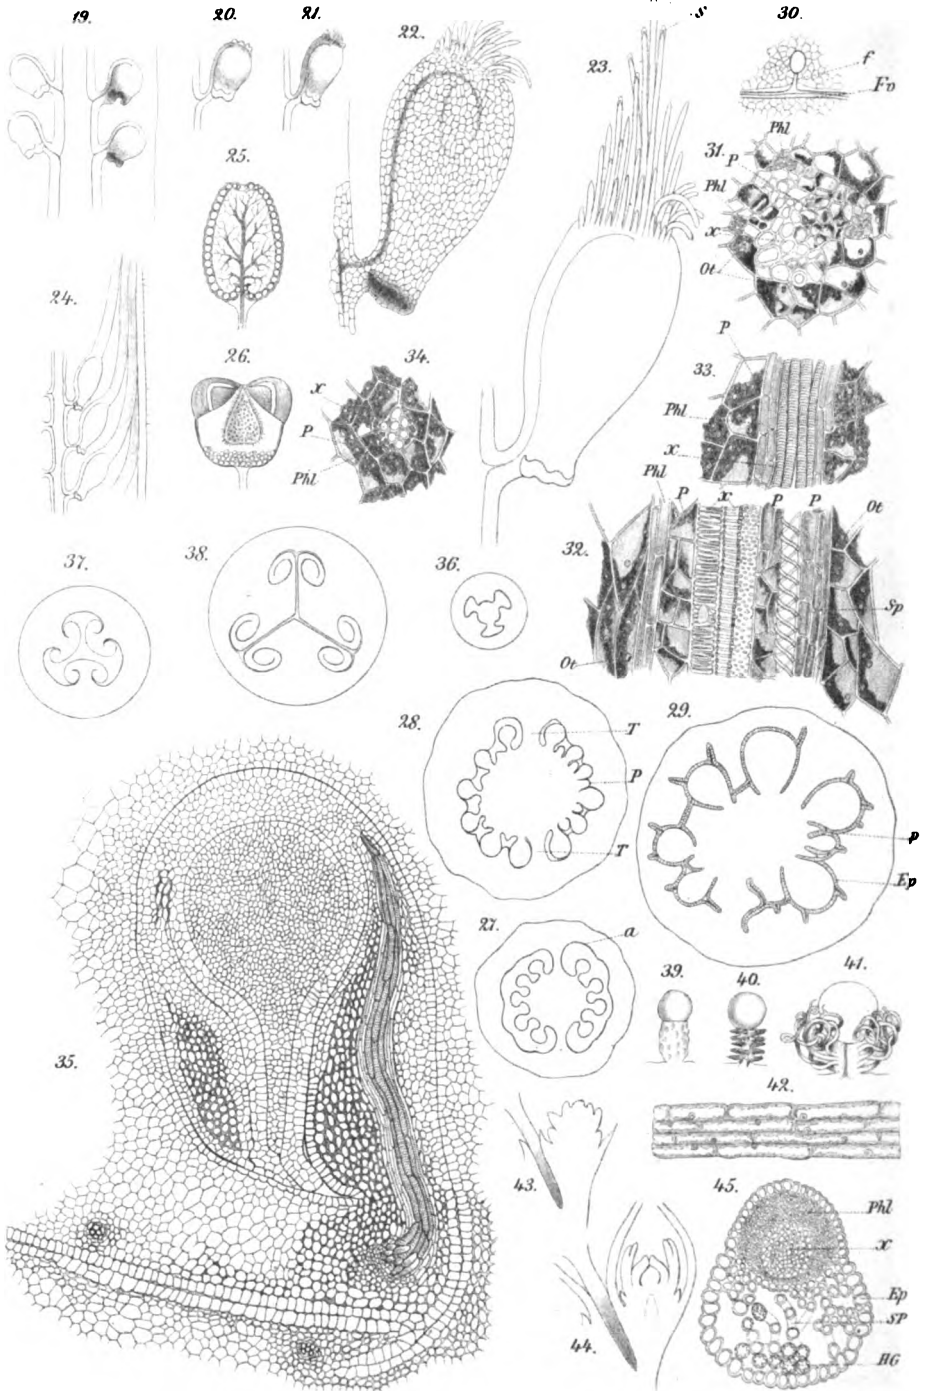 19. 20. 21. 22. 23. 30.
f
Fv
25.
31. Phl
P
Phl
x
Ot
24.
26. 34.
x
P
Phl
P
33.
Phl
x
Phl P x P P Ot
32.
Sp
Ot
37. 38. 36.
28. T
P
T
29.
p
Ep
27. a
35.
39. 40. 41.
42.
43.
44.
45.
Phl
x
Ep
SP
HG